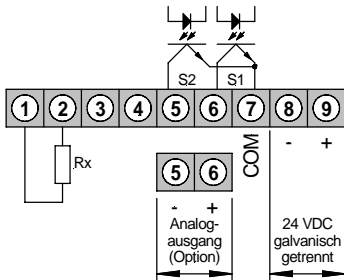 S2 S1
1 2 3 4 5 6 7 8 9
Rx
5 6
COM
- +
- +
Analog-
ausgang
(Option)
24 VDC
galvanisch
getrennt